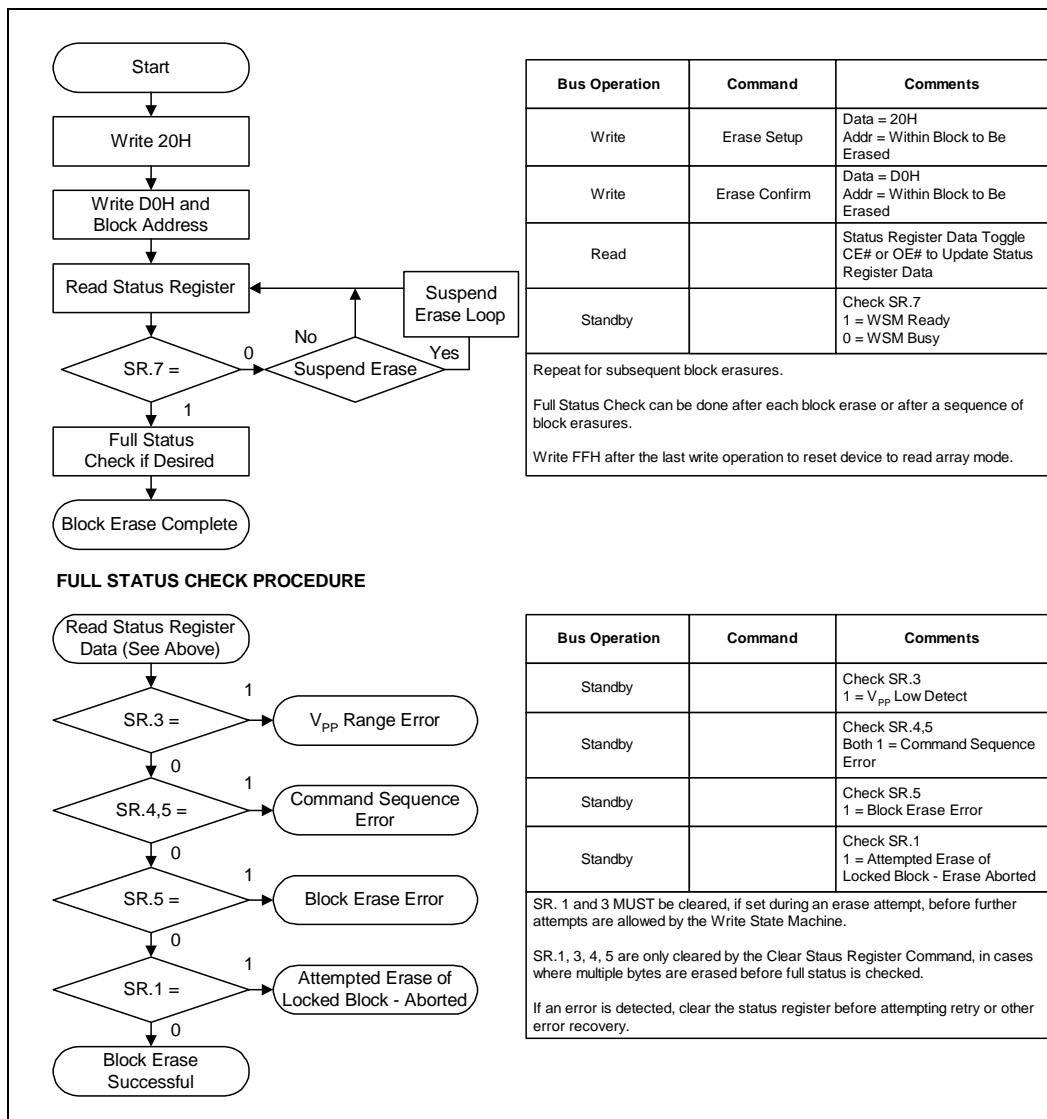 Start
Write 20H
Write D0H and
Block Address
Read Status Register
SR.7 =
0
1
No
Suspend Erase
Yes
Suspend
Erase Loop
Full Status
Check if Desired
Block Erase Complete
Bus Operation Command Comments
Write Erase Setup Data = 20H
Addr = Within Block to Be
Erased
Write Erase Confirm Data = D0H
Addr = Within Block to Be
Erased
Read Status Register Data Toggle
CE# or OE# to Update Status
Register Data
Standby Check SR.7
1 = WSM Ready
0 = WSM Busy
Repeat for subsequent block erasures.
Full Status Check can be done after each block erase or after a sequence of
block erasures.
Write FFH after the last write operation to reset device to read array mode.
FULL STATUS CHECK PROCEDURE
Read Status Register
Data (See Above)
SR.3 =
1
VPP Range Error
0
SR.4,5 =
1
Command Sequence
Error
0
SR.5 =
1
Block Erase Error
0
SR.1 =
1
Attempted Erase of
Locked Block - Aborted
0
Block Erase
Successful
Bus Operation Command Comments
Standby Check SR.3
1 = VPP Low Detect
Standby Check SR.4,5
Both 1 = Command Sequence
Error
Standby Check SR.5
1 = Block Erase Error
Standby Check SR.1
1 = Attempted Erase of
Locked Block - Erase Aborted
SR. 1 and 3 MUST be cleared, if set during an erase attempt, before further
attempts are allowed by the Write State Machine.
SR.1, 3, 4, 5 are only cleared by the Clear Staus Register Command, in cases
where multiple bytes are erased before full status is checked.
If an error is detected, clear the status register before attempting retry or other
error recovery.